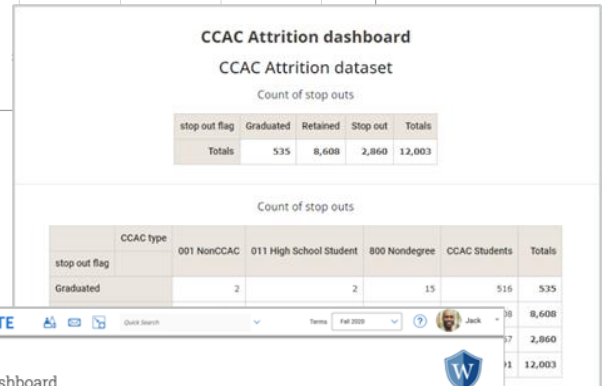 CCAC Attrition dashboard
CCAC Attrition dataset
Count of stop outs
stop out flag Graduated Retained Stop out Totals
Totals 535 8,608 2,860 12,003
Count of stop outs
CCAC type 001 NonCCAC 011 High School Student 800 Nondegree CCAC Students Totals
stop out flag
Graduated 2 2 15 516 535
8,608
2,860
12,003
TE Quick Search Terms Fall 2020 ? Jack
shboard
W